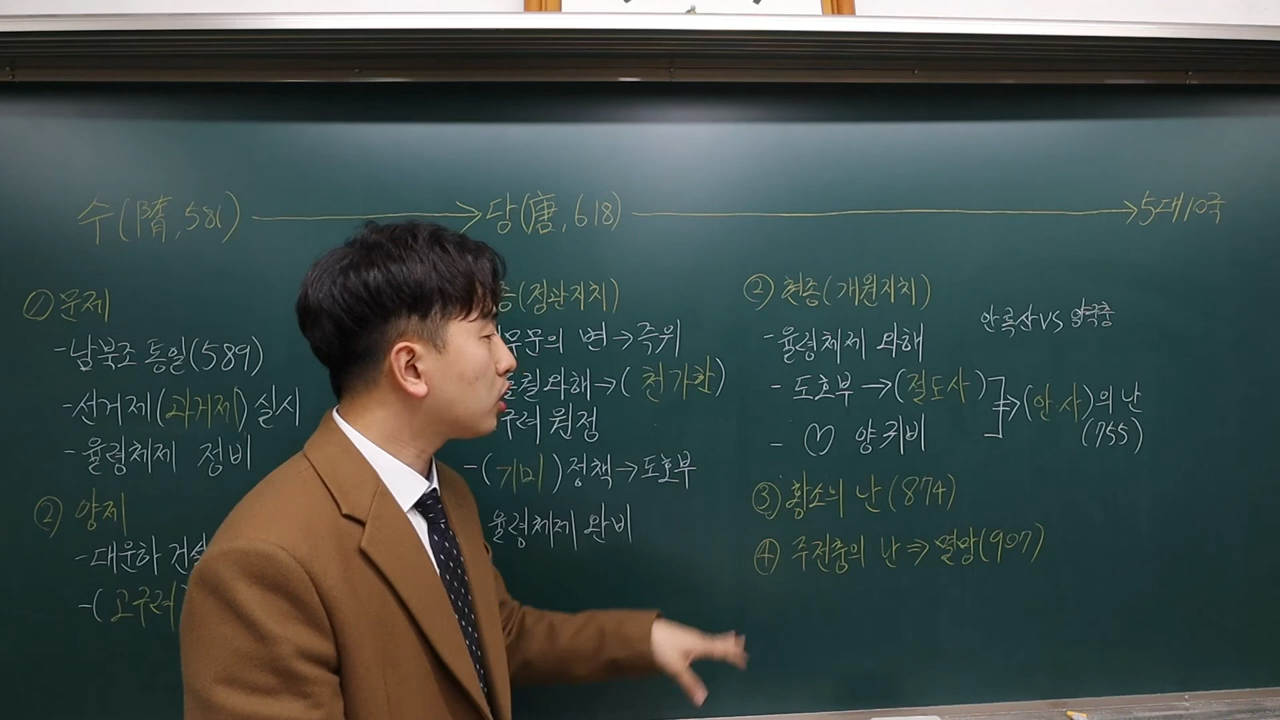 수(隋,581) → 당(唐,618) → 5대10국
① 문제
-남북조 통일(589)
-선거제(과거제) 실시
-율령체제 정비
② 양제
-대운하 건설
-(고구려)
종(정관지치)
무문의 변→즉위
돌궐와해→(천가한)
구려 원정
-(기미)정책→도호부
율령체제 완비
② 현종(개원지치)
-율령체제 와해
- 도호부→(절도사)
- ♡ 양귀비
⇒(안사)의 난
(755)
안록산 VS 양국충
③ 황소의 난(874)
④ 주전충의 난⇒멸망(907)